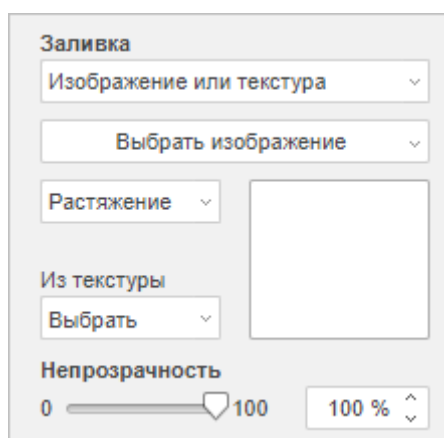 Заливка
Изображение или текстура
Выбрать изображение
Растяжение
Из текстуры
Выбрать
Непрозрачность
0 100 100 %